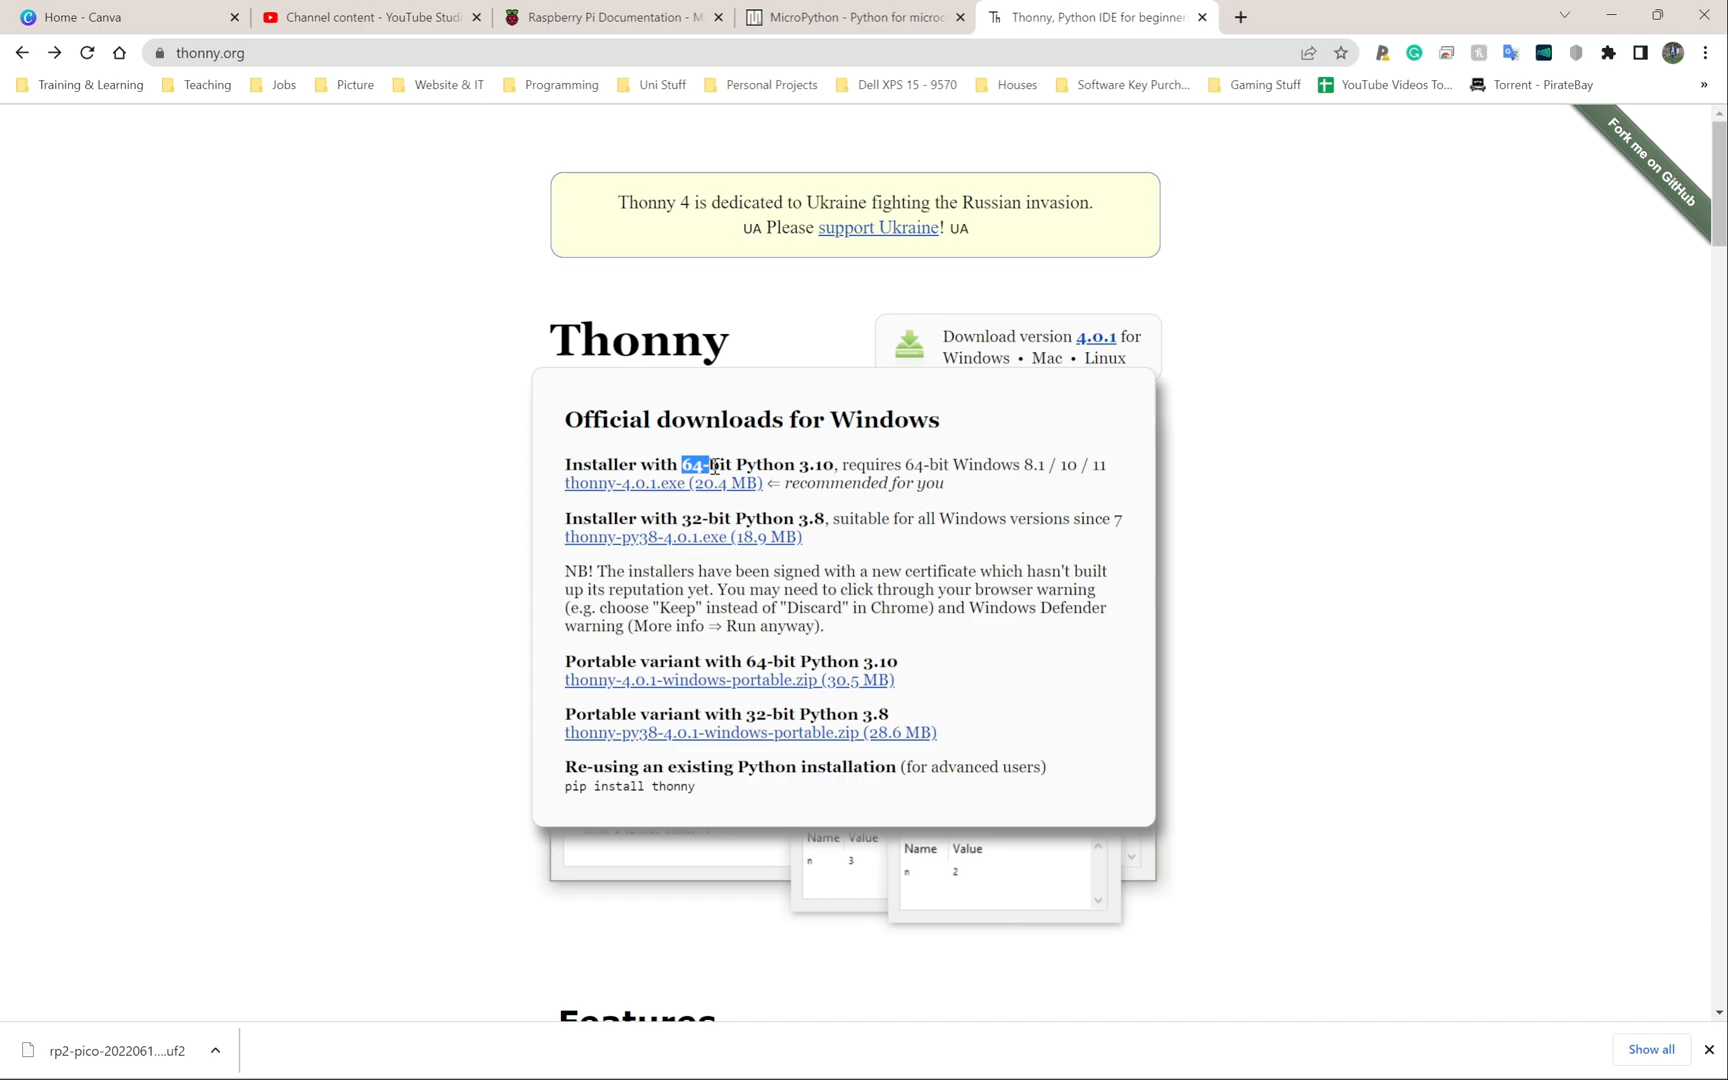 Home - Canva
Channel content - YouTube Studi
Raspberry Pi Documentation - M
MicroPython - Python for microc
Th Thonny, Python IDE for beginner
thonny.org
Training & Learning
Teaching
Jobs
Picture
Website & IT
Programming
Uni Stuff
Personal Projects
Dell XPS 15 - 9570
Houses
Software Key Purch...
Gaming Stuff
YouTube Videos To...
Torrent - PirateBay
»
Fork me on GitHub
Thonny 4 is dedicated to Ukraine fighting the Russian invasion.
UA Please support Ukraine! UA
Thonny
Download version 4.0.1 for
Windows • Mac • Linux
Official downloads for Windows
Installer with 64-bit Python 3.10, requires 64-bit Windows 8.1 / 10 / 11
thonny-4.0.1.exe (20.4 MB) ⇐ recommended for you
Installer with 32-bit Python 3.8, suitable for all Windows versions since 7
thonny-py38-4.0.1.exe (18.9 MB)
NB! The installers have been signed with a new certificate which hasn't built
up its reputation yet. You may need to click through your browser warning
(e.g. choose "Keep" instead of "Discard" in Chrome) and Windows Defender
warning (More info ⇒ Run anyway).
Portable variant with 64-bit Python 3.10
thonny-4.0.1-windows-portable.zip (30.5 MB)
Portable variant with 32-bit Python 3.8
thonny-py38-4.0.1-windows-portable.zip (28.6 MB)
Re-using an existing Python installation (for advanced users)
pip install thonny
Name Value
n 3
Name Value
n 2
Features
rp2-pico-2022061....uf2
Show all